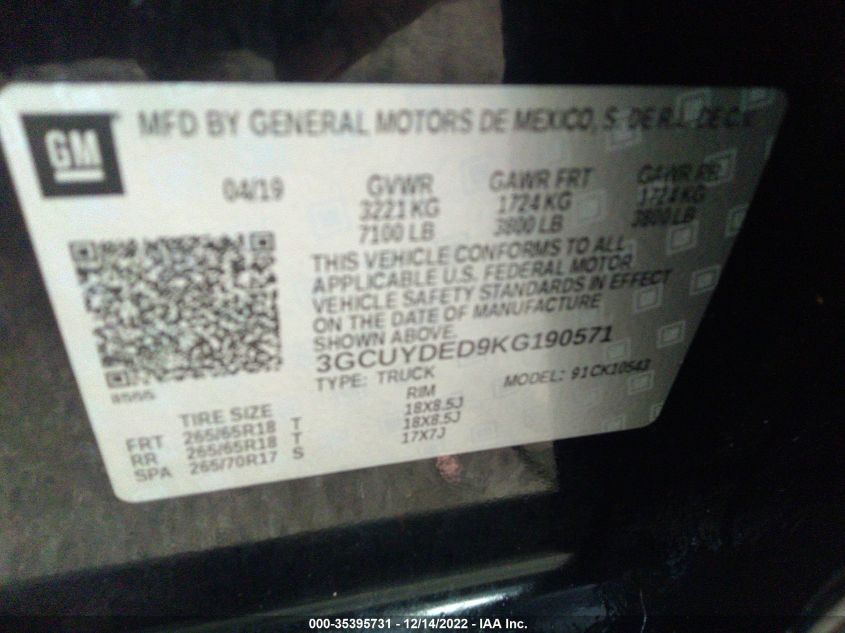 MFD BY GENERAL MOTORS DE MEXICO, S. DE R.L. DE C.V.
GM
04/19
GVWR GAWR FRT GAWR RR
3221 KG 1724 KG 1724 KG
7100 LB 3800 LB 3800 LB
THIS VEHICLE CONFORMS TO ALL
APPLICABLE U.S. FEDERAL MOTOR
VEHICLE SAFETY STANDARDS IN EFFECT
ON THE DATE OF MANUFACTURE
SHOWN ABOVE.
3GCUYDED9KG190571
TYPE: TRUCK MODEL: 91CK10543
TIRE SIZE RIM
FRT 265/65R18 T 18X8.5J
RR 265/65R18 T 18X8.5J
SPA 265/70R17 S 17X7J
000-35395731 - 12/14/2022 - IAA Inc.